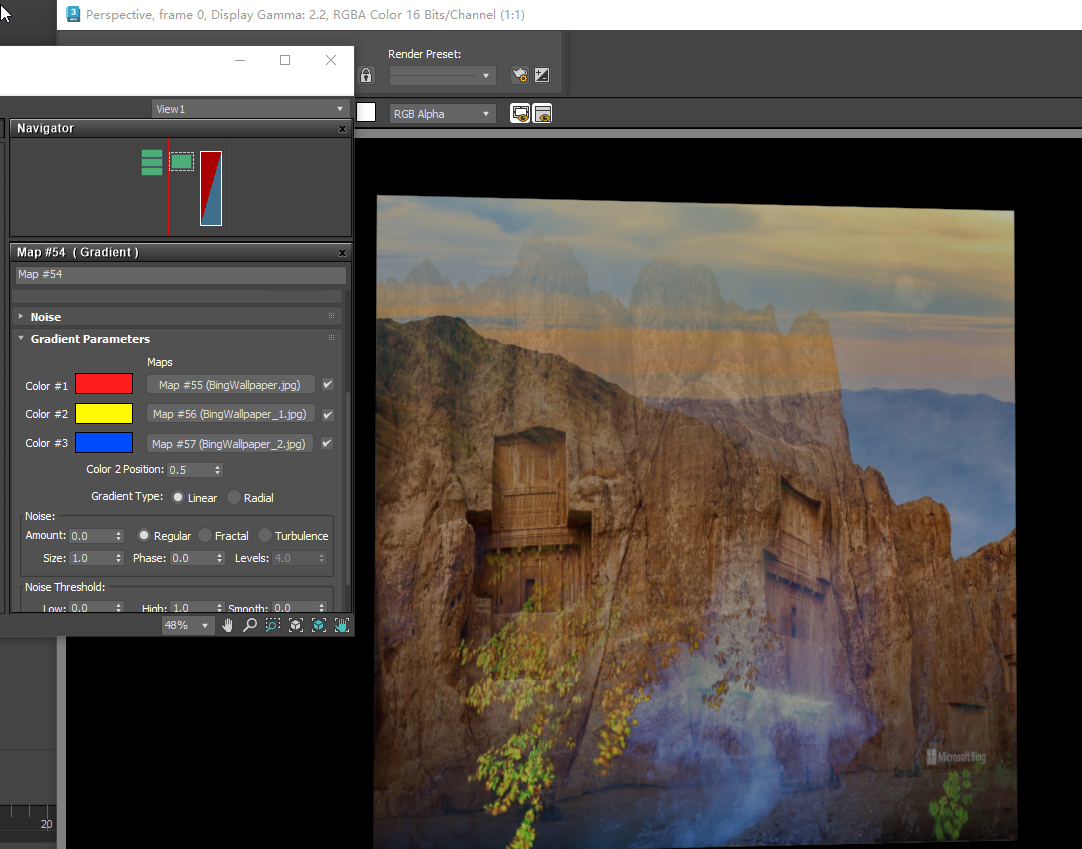 Perspective, frame 0, Display Gamma: 2.2, RGBA Color 16 Bits/Channel (1:1)
Render Preset:
View1
RGB Alpha
Navigator
Map #54 ( Gradient )
Map #54
Noise
Gradient Parameters
Maps
Color #1 Map #55 (BingWallpaper.jpg)
Color #2 Map #56 (BingWallpaper_1.jpg)
Color #3 Map #57 (BingWallpaper_2.jpg)
Color 2 Position: 0.5
Gradient Type: Linear Radial
Noise:
Amount: 0.0 Regular Fractal Turbulence
Size: 1.0 Phase: 0.0 Levels: 4.0
Noise Threshold:
Low: 0.0 High: 1.0 Smooth: 0.0
48%
20
Microsoft Bing